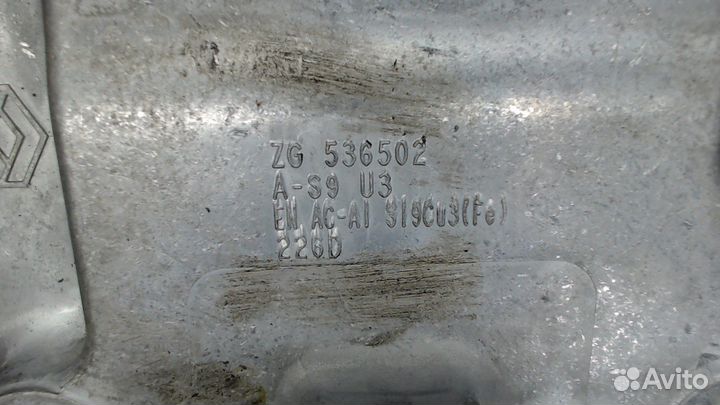 ZG 536502
A-S9 U3
EN AC-Al Si9Cu3(Fe)
226D
Avito